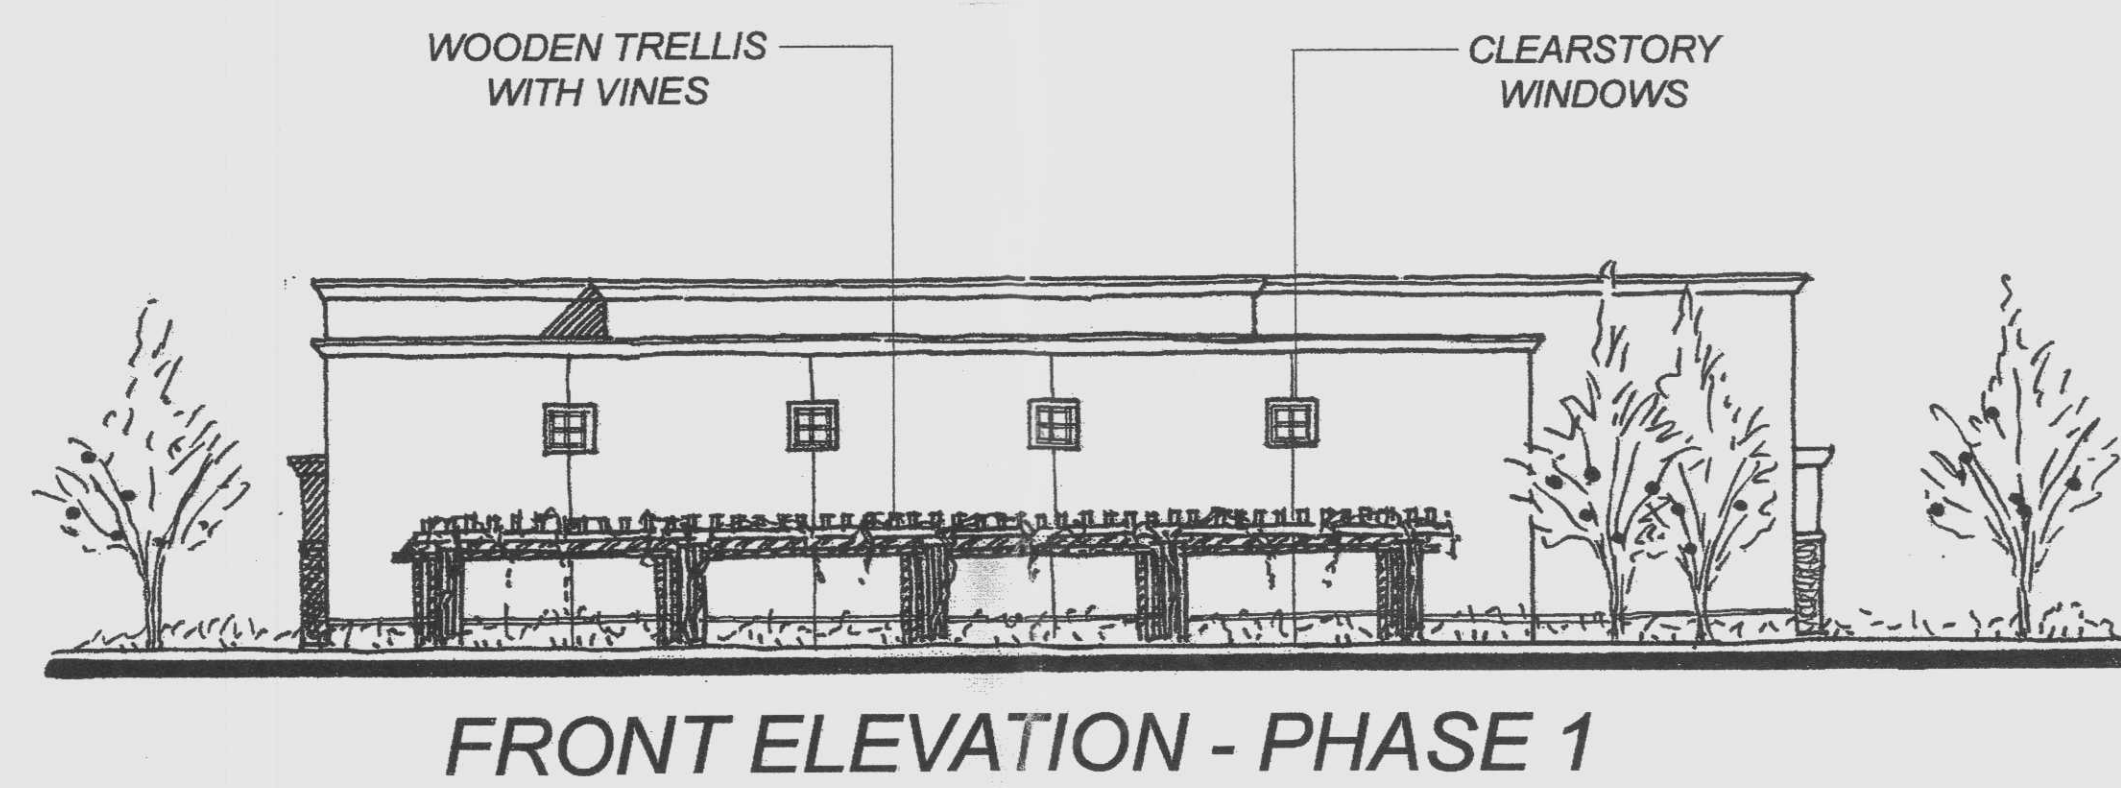 WOODEN TRELLIS
WITH VINES
CLEARSTORY
WINDOWS
FRONT ELEVATION - PHASE 1